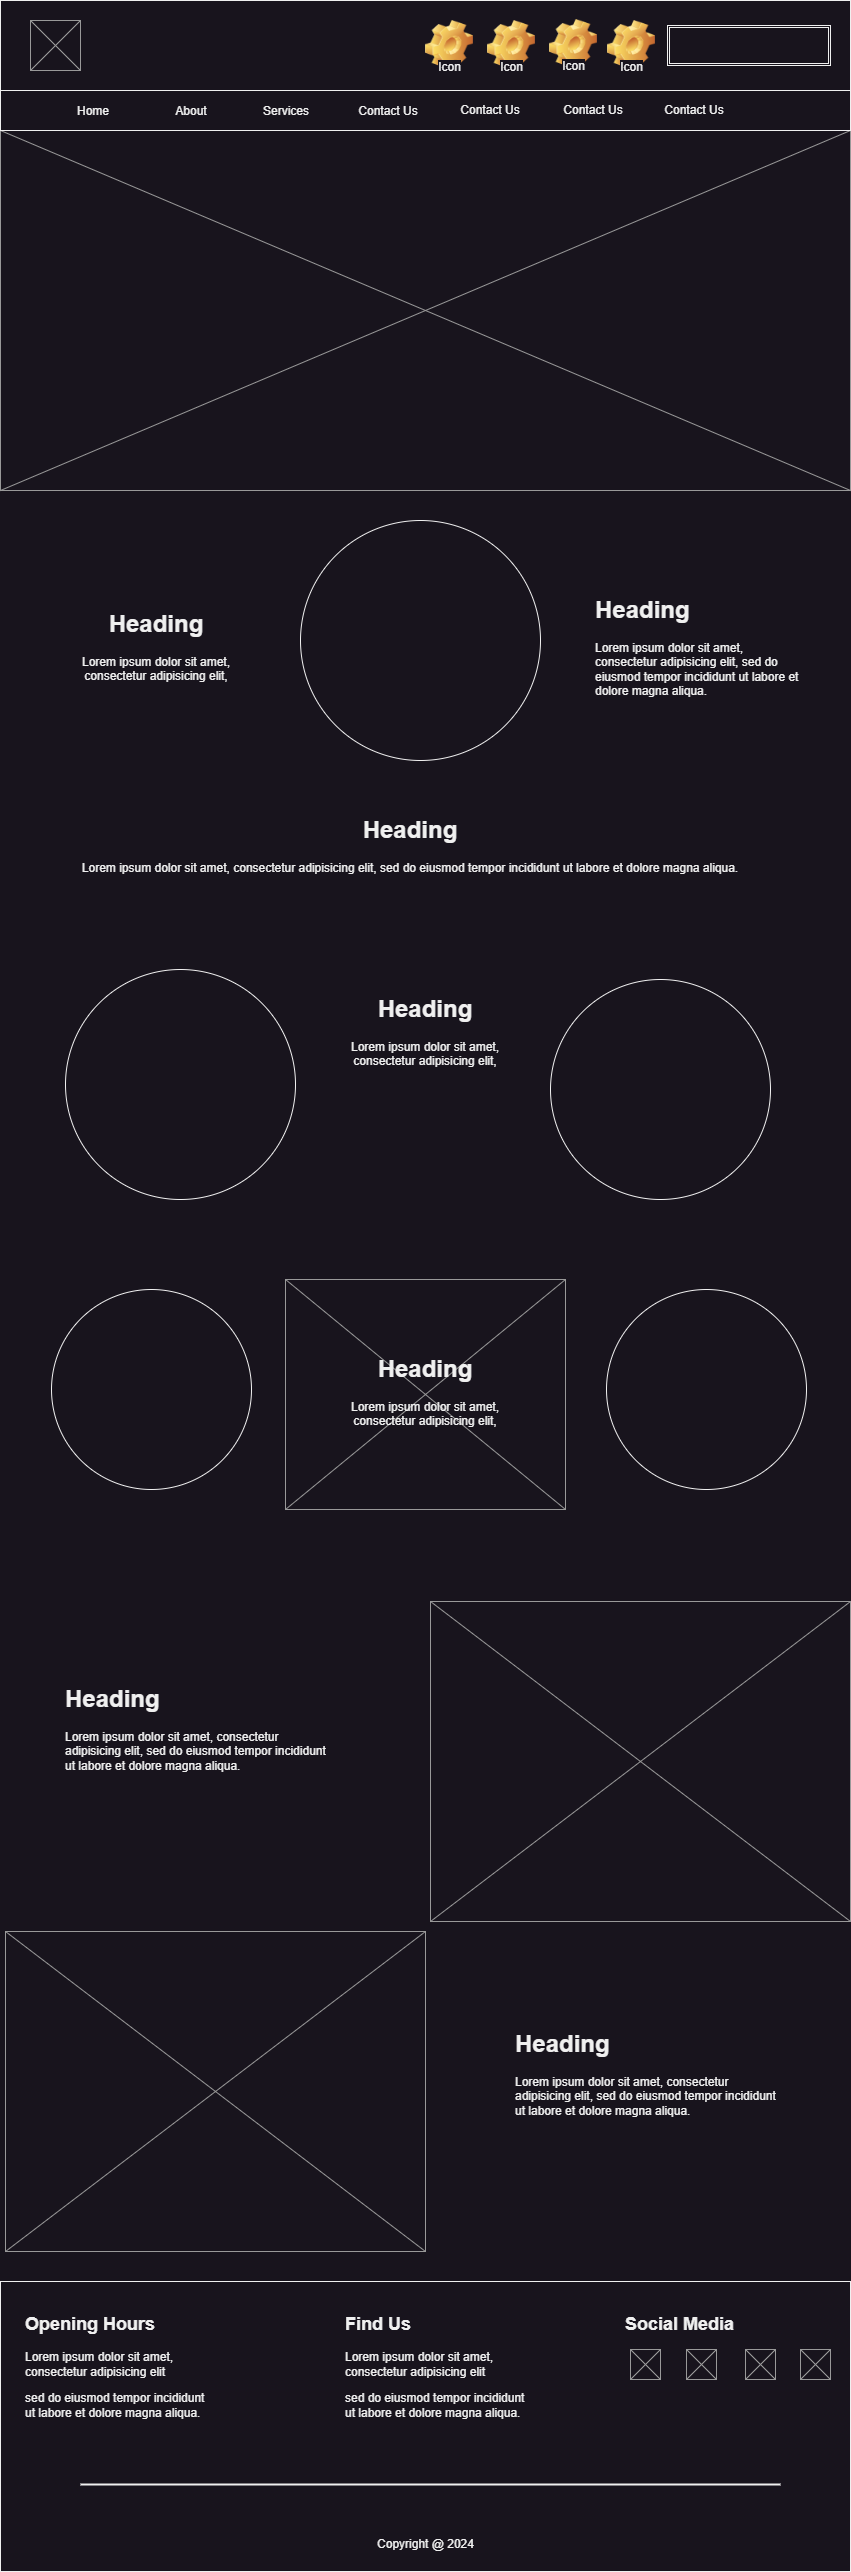 Icon
Icon
Icon
Icon
Home
About
Services
Contact Us
Contact Us
Contact Us
Contact Us
Heading
Lorem ipsum dolor sit amet,
consectetur adipisicing elit,
Heading
Lorem ipsum dolor sit amet,
consectetur adipisicing elit, sed do
eiusmod tempor incididunt ut labore et
dolore magna aliqua.
Heading
Lorem ipsum dolor sit amet, consectetur adipisicing elit, sed do eiusmod tempor incididunt ut labore et dolore magna aliqua.
Heading
Lorem ipsum dolor sit amet,
consectetur adipisicing elit,
Heading
Lorem ipsum dolor sit amet,
consectetur adipisicing elit,
Heading
Lorem ipsum dolor sit amet, consectetur
adipisicing elit, sed do eiusmod tempor incididunt
ut labore et dolore magna aliqua.
Heading
Lorem ipsum dolor sit amet, consectetur
adipisicing elit, sed do eiusmod tempor incididunt
ut labore et dolore magna aliqua.
Opening Hours
Lorem ipsum dolor sit amet,
consectetur adipisicing elit
sed do eiusmod tempor incididunt
ut labore et dolore magna aliqua.
Find Us
Lorem ipsum dolor sit amet,
consectetur adipisicing elit
sed do eiusmod tempor incididunt
ut labore et dolore magna aliqua.
Social Media
Copyright @ 2024